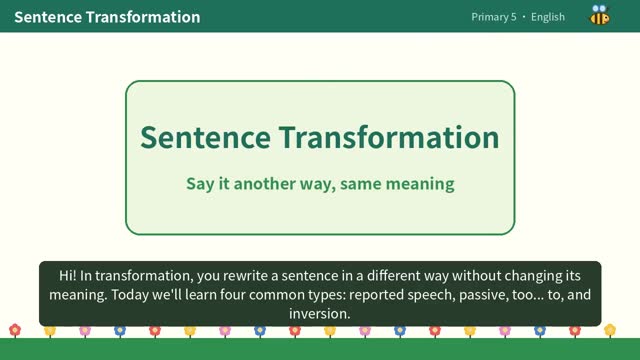 Sentence Transformation
Primary 5 • English
Sentence Transformation
Say it another way, same meaning
Hi! In transformation, you rewrite a sentence in a different way without changing its
meaning. Today we'll learn four common types: reported speech, passive, too... to, and
inversion.